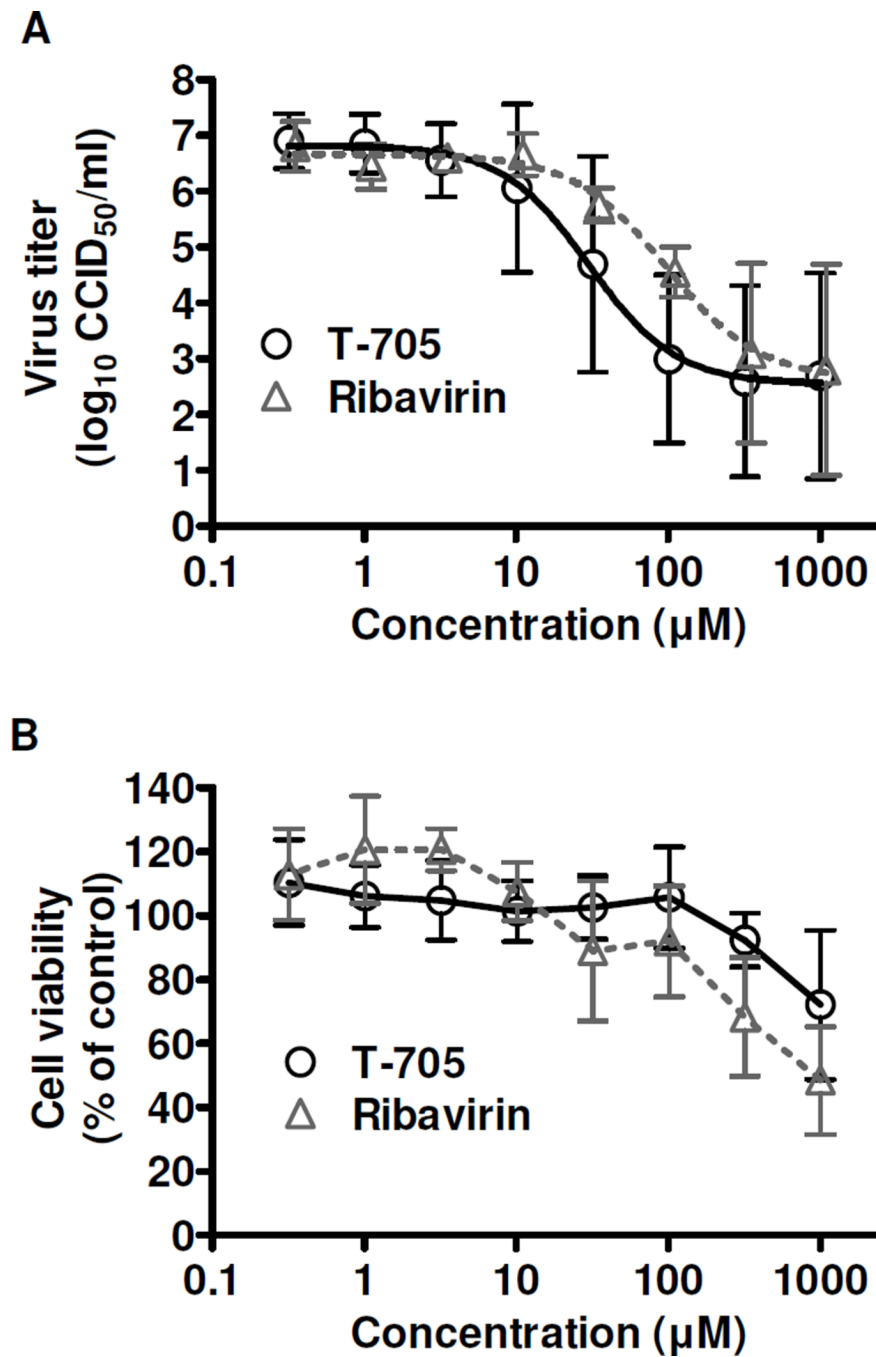 A
Virus titer
(log₁₀ CCID₅₀/ml)
8
7
6
5
4
3
2
1
0
T-705
Ribavirin
0.1 1 10 100 1000
Concentration (µM)
B
Cell viability
(% of control)
140
120
100
80
60
40
20
0
T-705
Ribavirin
0.1 1 10 100 1000
Concentration (µM)